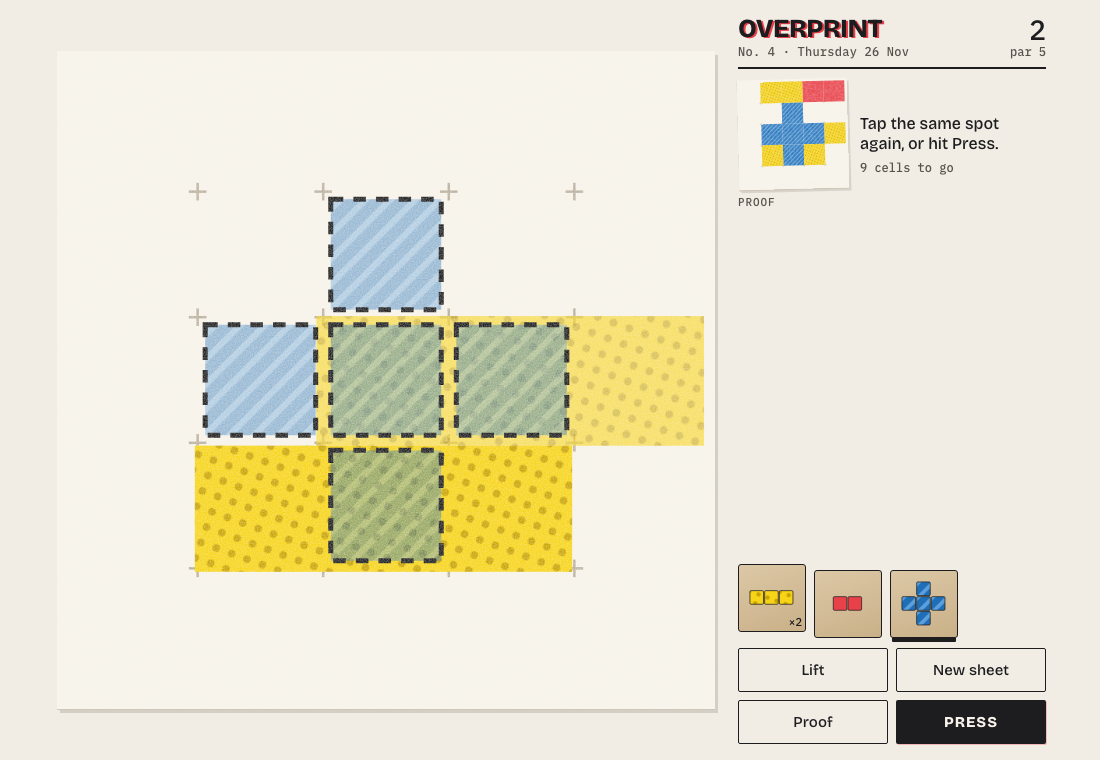 OVERPRINT
2
No. 4 · Thursday 26 Nov
par 5
Tap the same spot
again, or hit Press.
9 cells to go
PROOF
×2
Lift
New sheet
Proof
PRESS